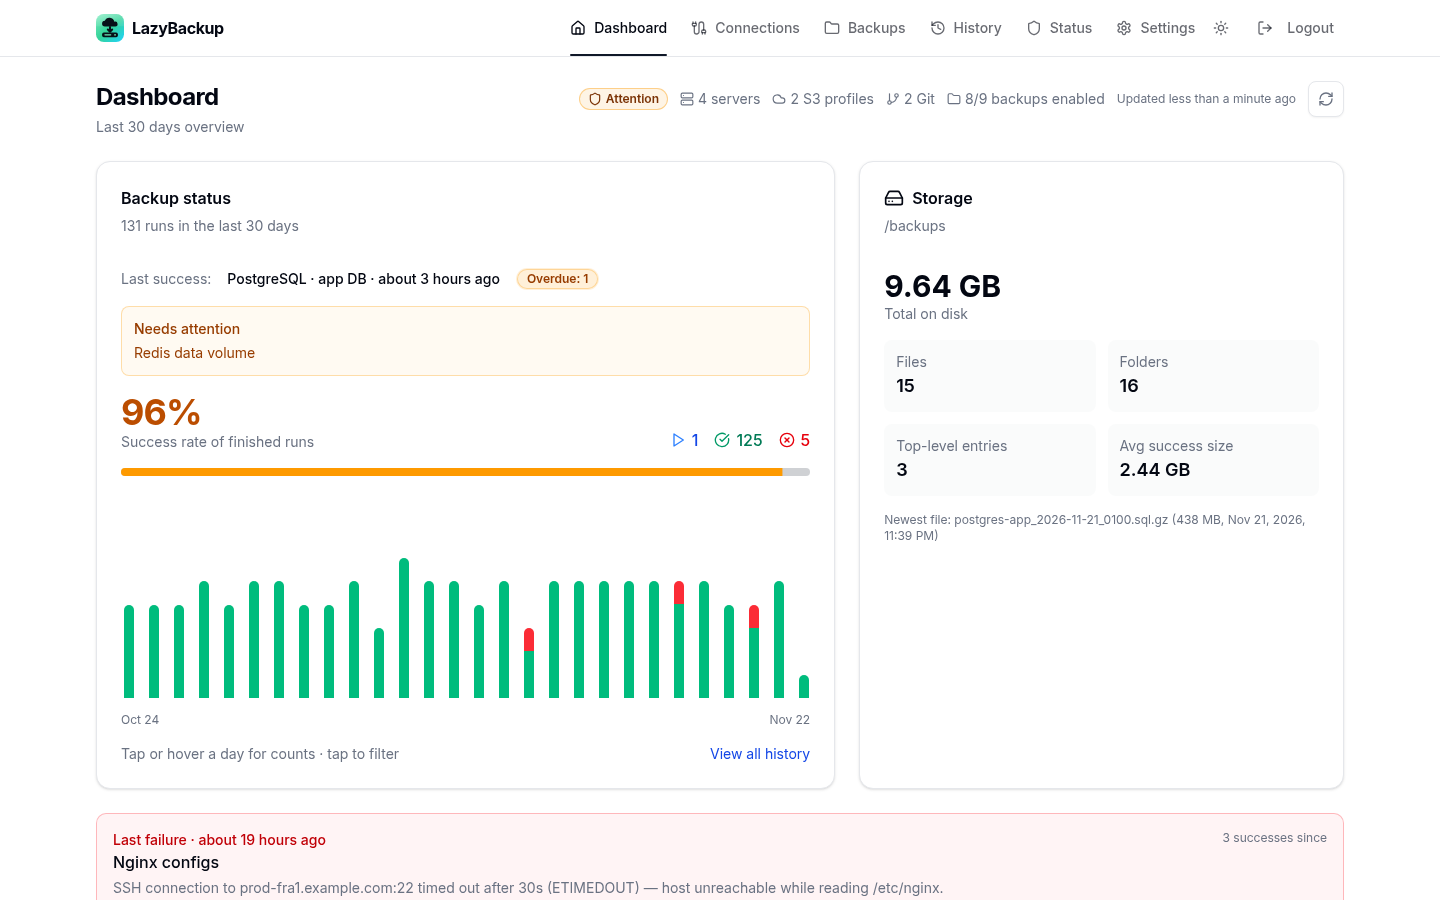 LazyBackup
Dashboard
Connections
Backups
History
Status
Settings
Logout
Dashboard
Last 30 days overview
Attention
4 servers
2 S3 profiles
2 Git
8/9 backups enabled
Updated less than a minute ago
Backup status
131 runs in the last 30 days
Last success: PostgreSQL · app DB · about 3 hours ago Overdue: 1
Needs attention
Redis data volume
96%
Success rate of finished runs
1 125 5
Oct 24 Nov 22
Tap or hover a day for counts · tap to filter
View all history
Storage
/backups
9.64 GB
Total on disk
Files
15
Folders
16
Top-level entries
3
Avg success size
2.44 GB
Newest file: postgres-app_2026-11-21_0100.sql.gz (438 MB, Nov 21, 2026,
11:39 PM)
Last failure · about 19 hours ago
3 successes since
Nginx configs
SSH connection to prod-fra1.example.com:22 timed out after 30s (ETIMEDOUT) — host unreachable while reading /etc/nginx.